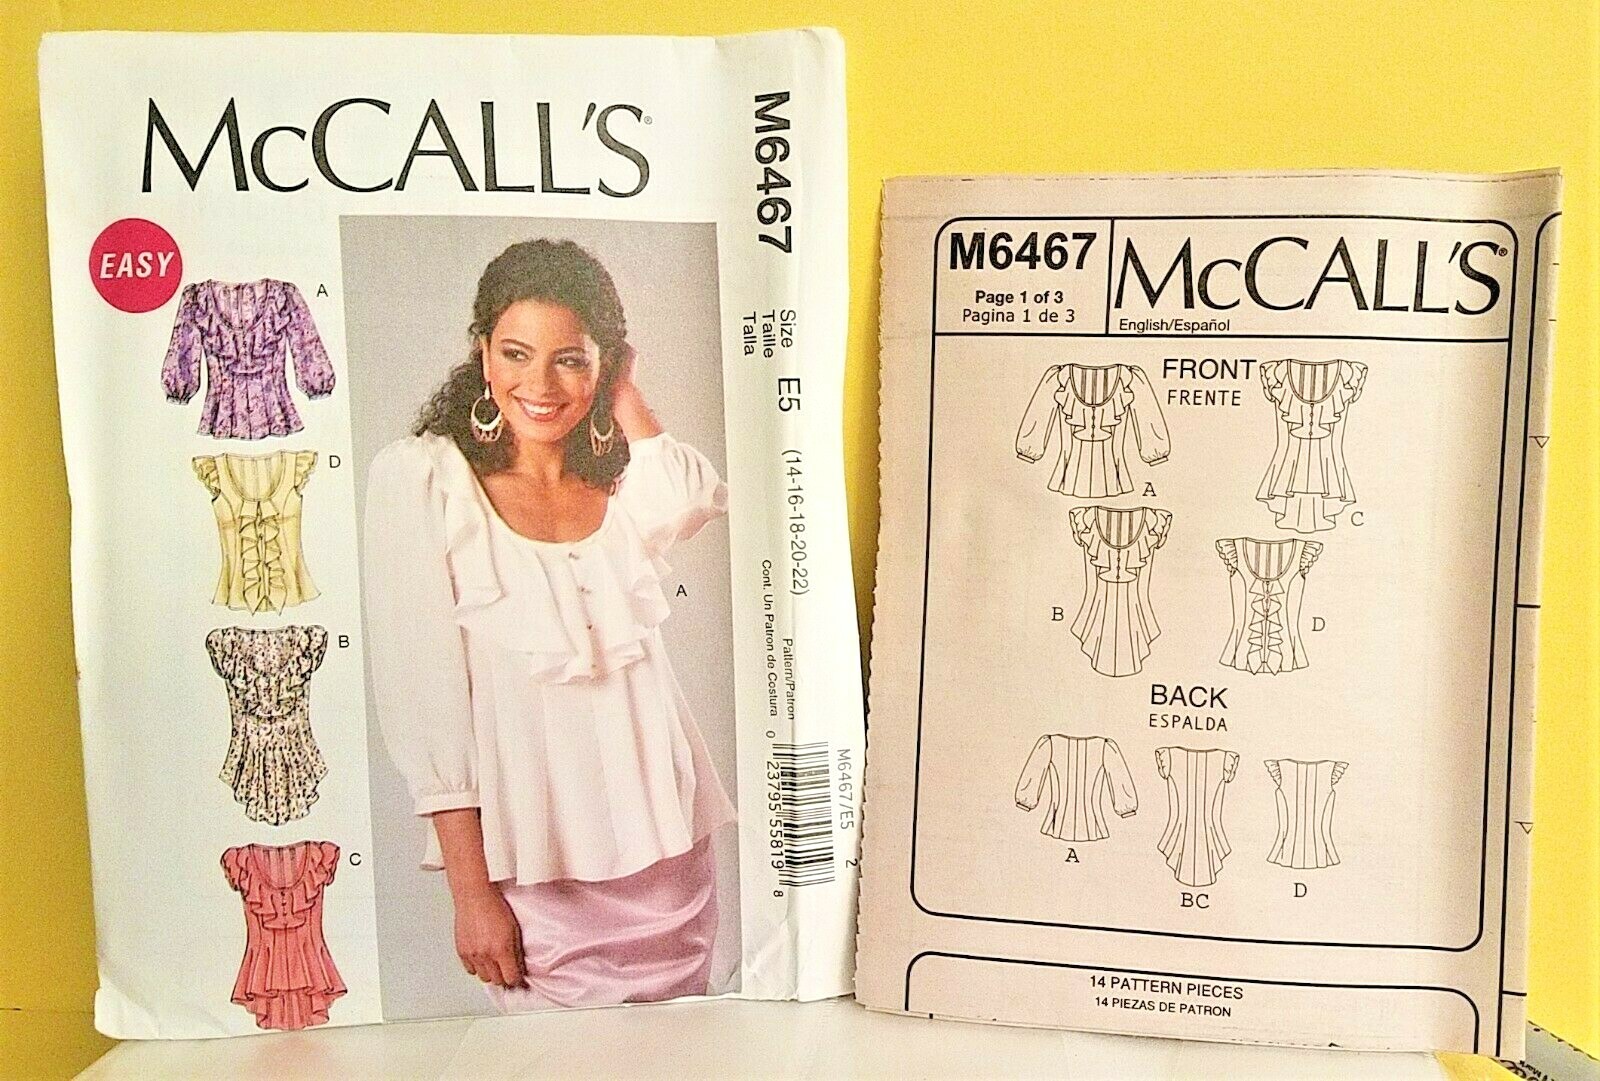 McCALL'S®
EASY
A
D
B
C
A
M6467
Size E5 (14-16-18-20-22)
Taille
Talla
Pattern/Patron
Cont. Un Patron de Costura
0 23795 55819 8
M6467/E5 2
M6467
Page 1 of 3
Pagina 1 de 3
McCALL'S®
English/Español
FRONT
FRENTE
A
C
B
D
BACK
ESPALDA
A
BC
D
14 PATTERN PIECES
14 PIEZAS DE PATRON